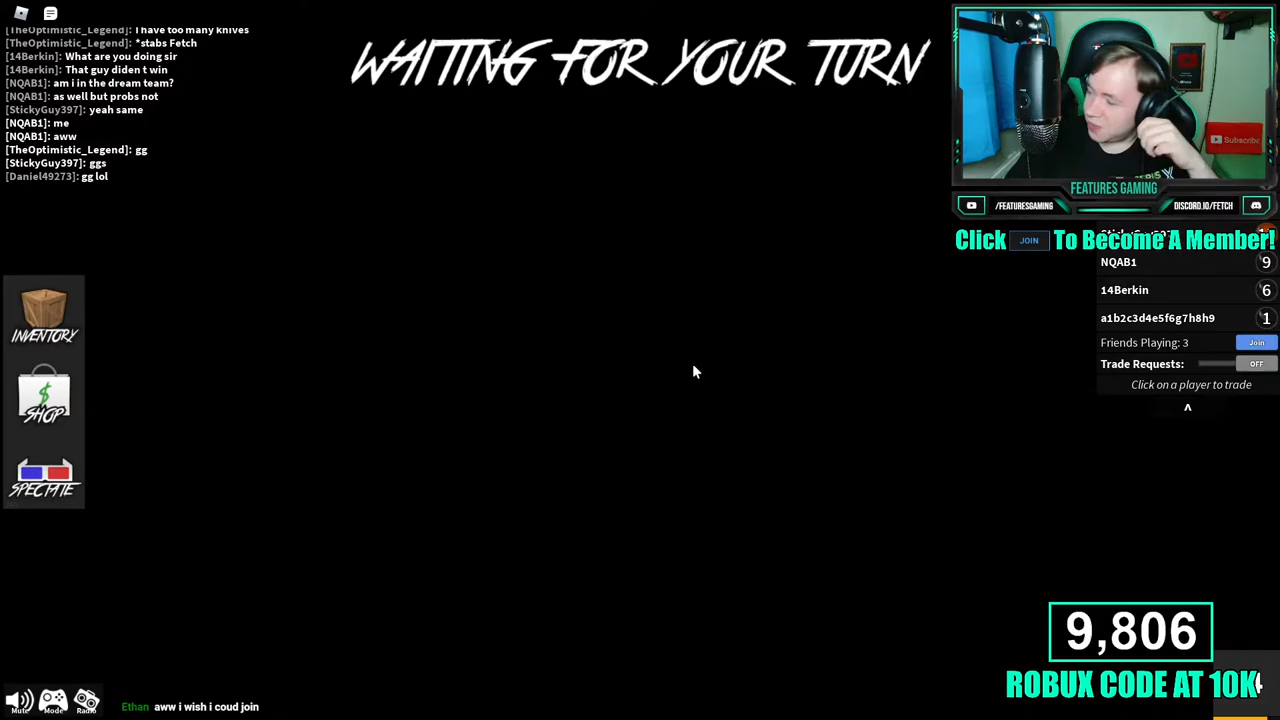 [TheOptimistic_Legend]: I have too many knives
[TheOptimistic_Legend]: *stabs Fetch
[14Berkin]: What are you doing sir
[14Berkin]: That guy diden t win
[NQAB1]: am i in the dream team?
[NQAB1]: as well but probs not
[StickyGuy397]: yeah same
[NQAB1]: me
[NQAB1]: aww
[TheOptimistic_Legend]: gg
[StickyGuy397]: ggs
[Daniel49273]: gg lol
WAITING FOR YOUR TURN
Subscribe
FEATURES GAMING
/FEATURESGAMING
DISCORD.IO/FETCH
Click JOIN To Become A Member!
NQAB1 9
14Berkin 6
a1b2c3d4e5f6g7h8h9 1
Friends Playing: 3 Join
Trade Requests: OFF
Click on a player to trade
^
INVENTORY
SHOP
SPECTATE
9,806
ROBUX CODE AT 10K
Mute
Mode
Radio
Ethan aww i wish i coud join